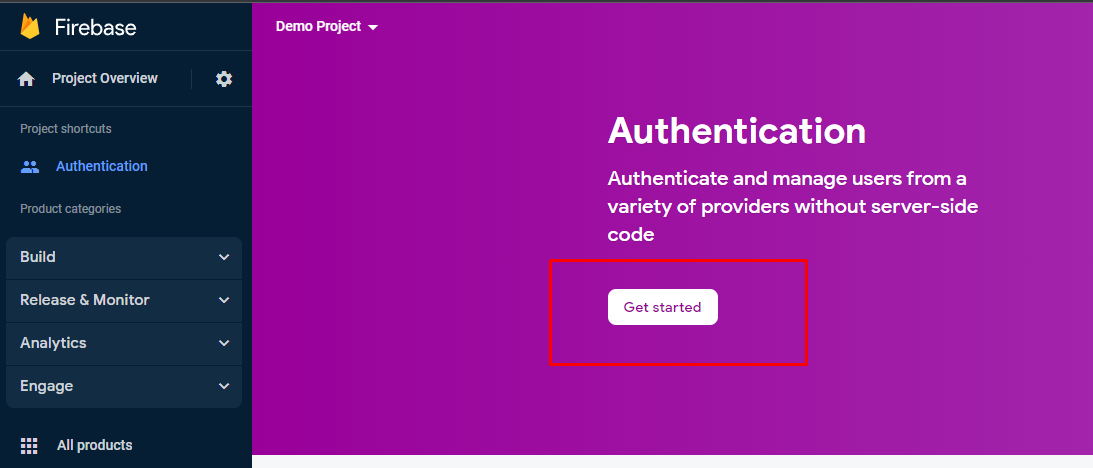 Firebase
Project Overview
Project shortcuts
Authentication
Product categories
Build
Release & Monitor
Analytics
Engage
All products
Demo Project
Authentication
Authenticate and manage users from a
variety of providers without server-side
code
Get started